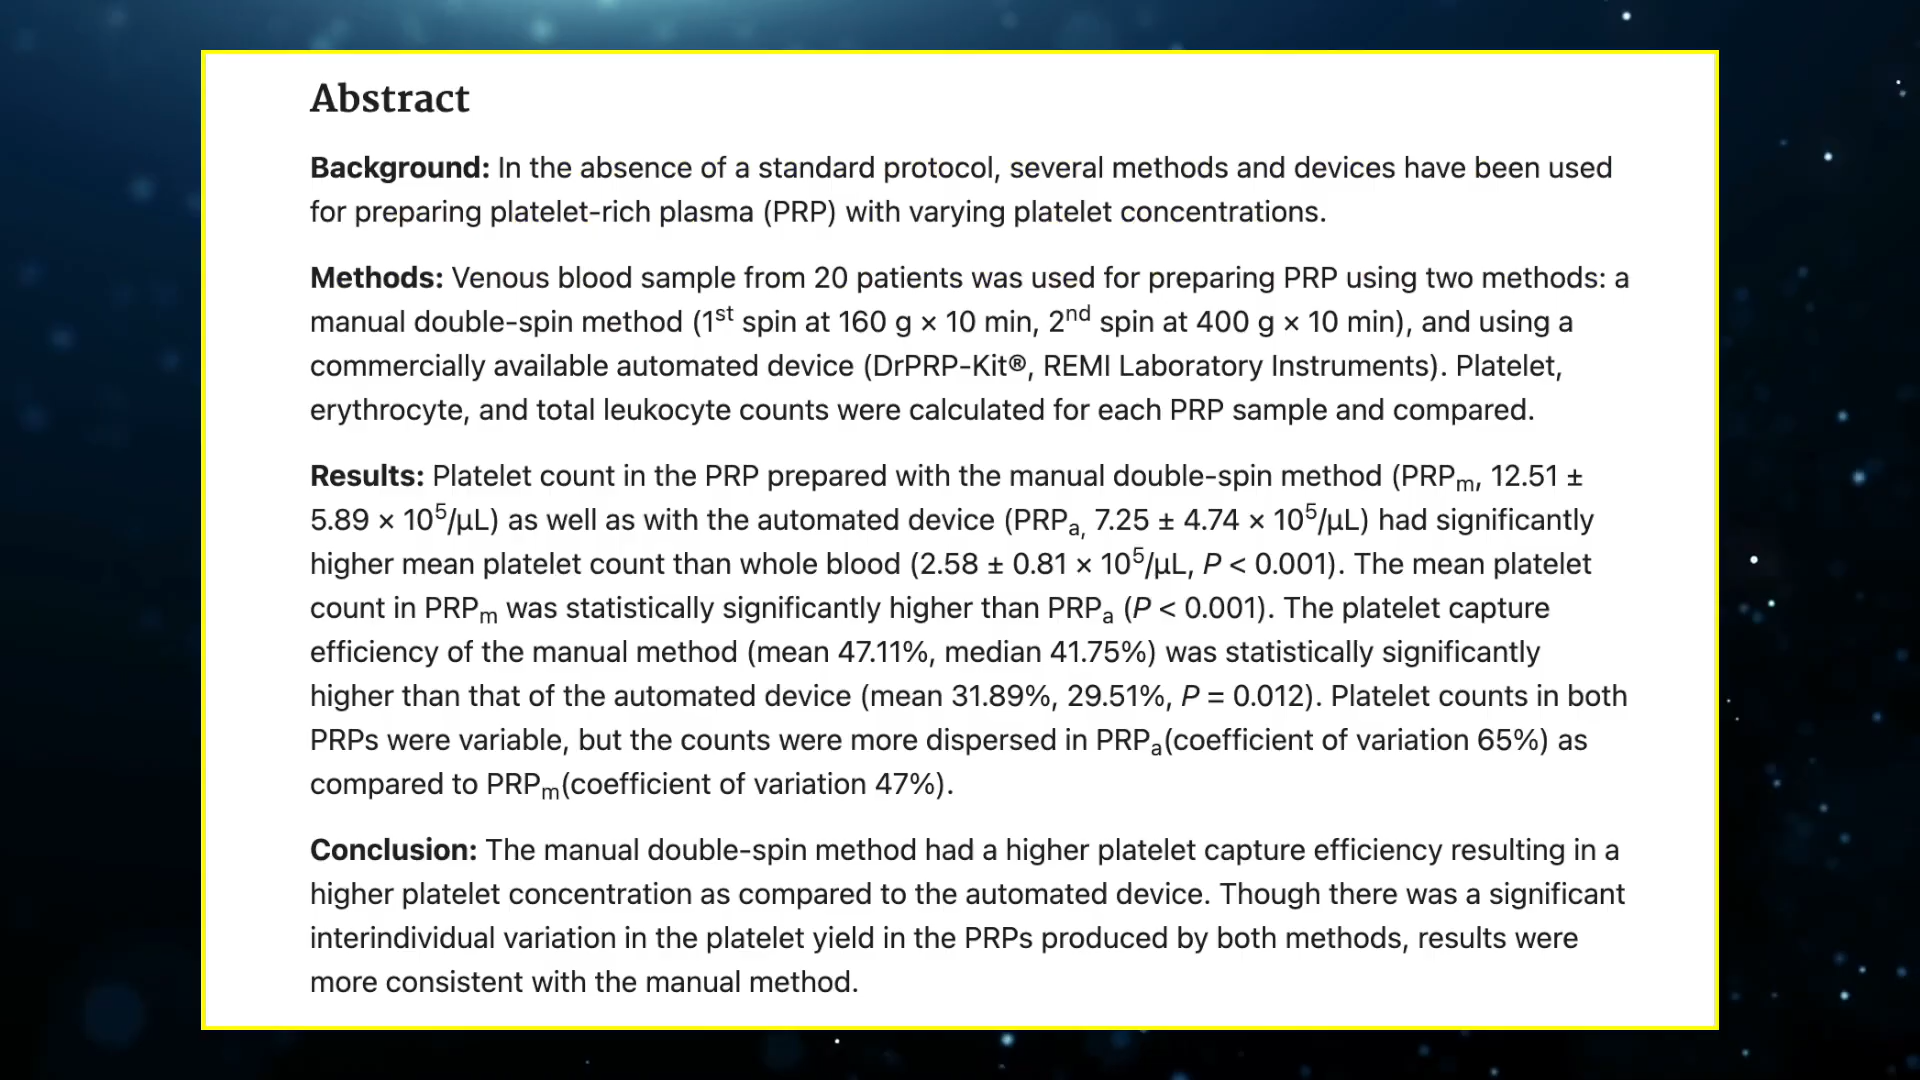 Abstract
Background: In the absence of a standard protocol, several methods and devices have been used
for preparing platelet-rich plasma (PRP) with varying platelet concentrations.
Methods: Venous blood sample from 20 patients was used for preparing PRP using two methods: a
manual double-spin method (1st spin at 160 g × 10 min, 2nd spin at 400 g × 10 min), and using a
commercially available automated device (DrPRP-Kit®, REMI Laboratory Instruments). Platelet,
erythrocyte, and total leukocyte counts were calculated for each PRP sample and compared.
Results: Platelet count in the PRP prepared with the manual double-spin method (PRPm, 12.51 ±
5.89 × 10⁵/μL) as well as with the automated device (PRPa, 7.25 ± 4.74 × 10⁵/μL) had significantly
higher mean platelet count than whole blood (2.58 ± 0.81 × 10⁵/μL, P < 0.001). The mean platelet
count in PRPm was statistically significantly higher than PRPa (P < 0.001). The platelet capture
efficiency of the manual method (mean 47.11%, median 41.75%) was statistically significantly
higher than that of the automated device (mean 31.89%, 29.51%, P = 0.012). Platelet counts in both
PRPs were variable, but the counts were more dispersed in PRPa(coefficient of variation 65%) as
compared to PRPm(coefficient of variation 47%).
Conclusion: The manual double-spin method had a higher platelet capture efficiency resulting in a
higher platelet concentration as compared to the automated device. Though there was a significant
interindividual variation in the platelet yield in the PRPs produced by both methods, results were
more consistent with the manual method.